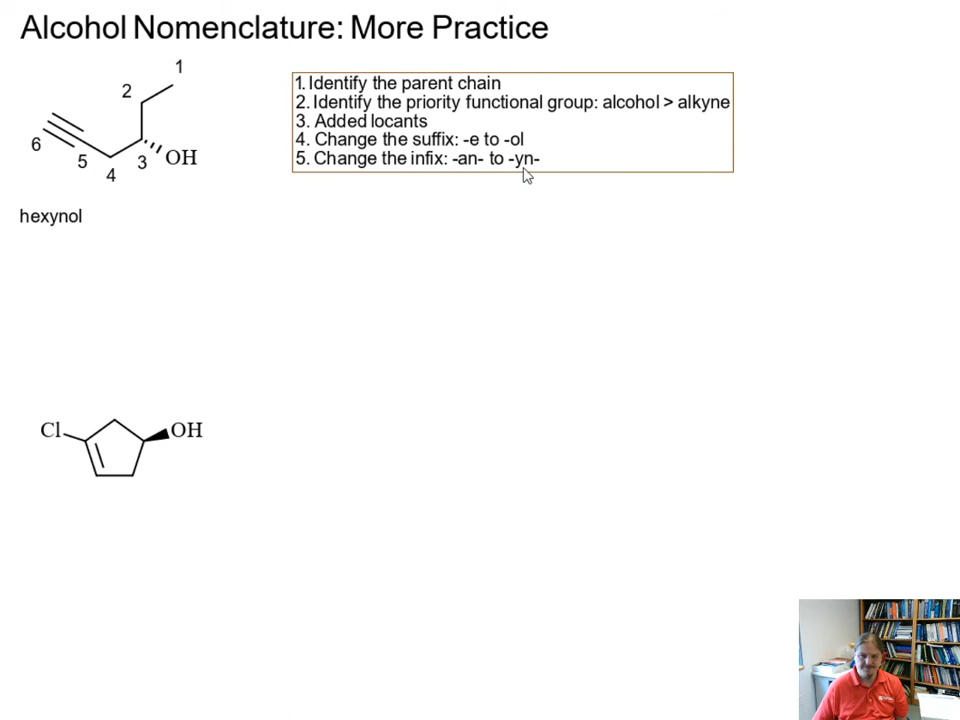 Alcohol Nomenclature: More Practice
1
2
3
4
5
6
OH
1. Identify the parent chain
2. Identify the priority functional group: alcohol > alkyne
3. Added locants
4. Change the suffix: -e to -ol
5. Change the infix: -an- to -yn-
hexynol
Cl
OH